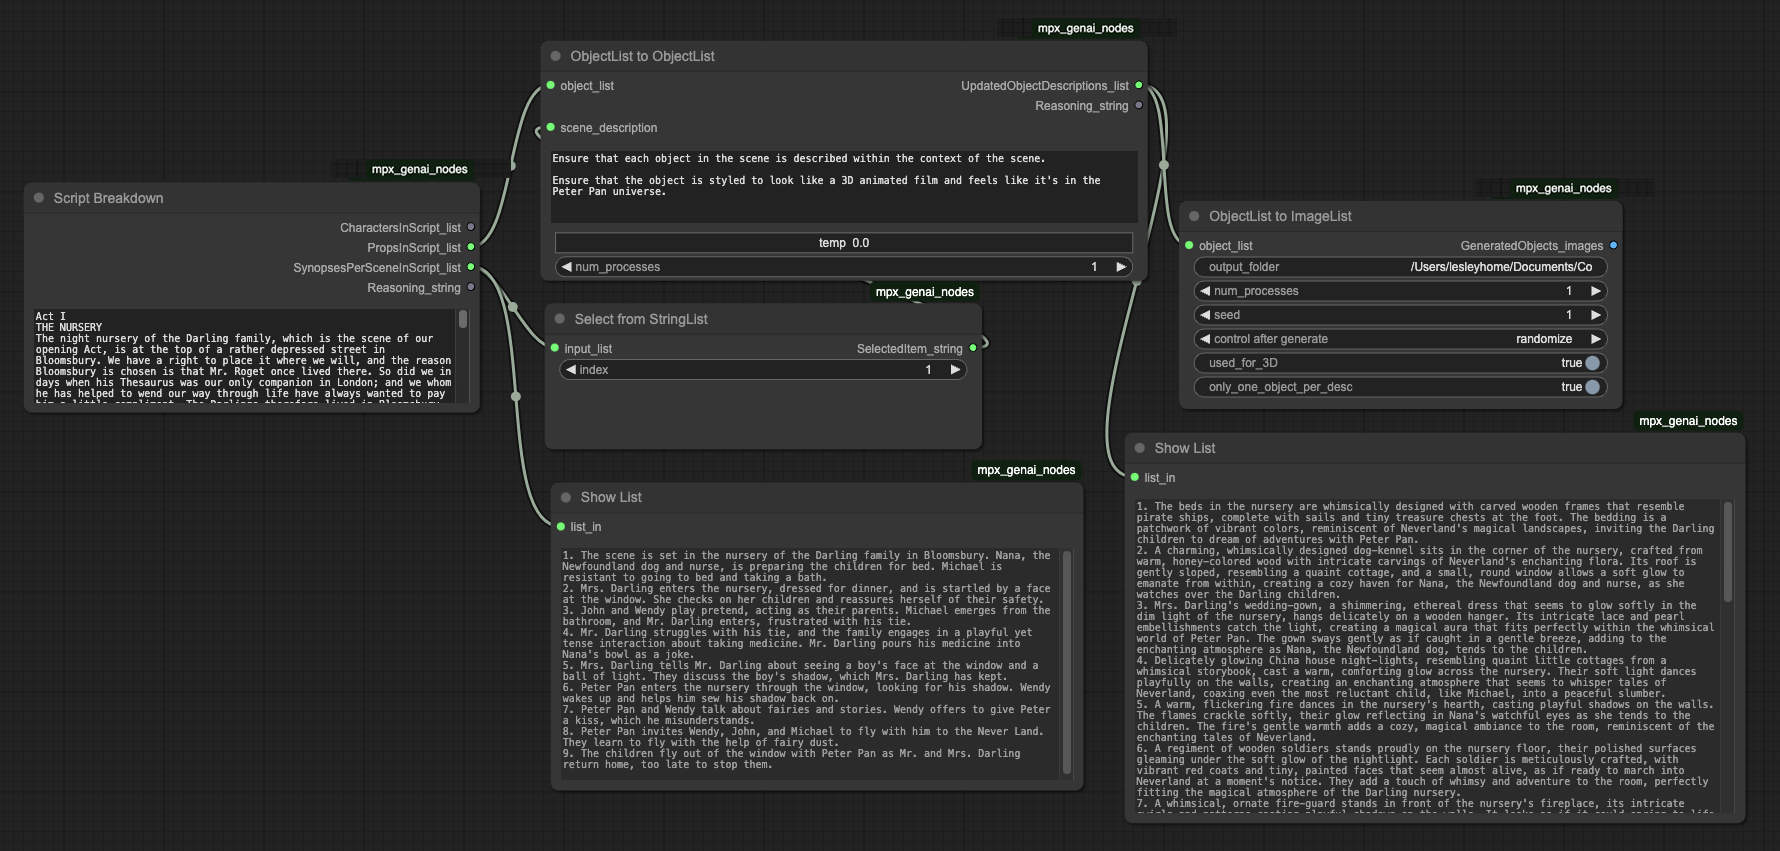 mpx_genai_nodes
Script Breakdown
CharactersInScript_list
PropsInScript_list
SynopsesPerSceneInScript_list
Reasoning_string
Act I
THE NURSERY
The night nursery of the Darling family, which is the scene of our
opening Act, is at the top of a rather depressed street in
Bloomsbury. We have a right to place it where we will, and the reason
Bloomsbury is chosen is that Mr. Roget once lived there. So did we in
days when his Thesaurus was our only companion in London; and we whom
he has helped to wend our way through life have always wanted to pay
mpx_genai_nodes
ObjectList to ObjectList
object_list
UpdatedObjectDescriptions_list
Reasoning_string
scene_description
Ensure that each object in the scene is described within the context of the scene.
Ensure that the object is styled to look like a 3D animated film and feels like it's in the
Peter Pan universe.
temp 0.0
num_processes 1
mpx_genai_nodes
Select from StringList
input_list
SelectedItem_string
index 1
mpx_genai_nodes
Show List
list_in
1. The scene is set in the nursery of the Darling family in Bloomsbury. Nana, the
Newfoundland dog and nurse, is preparing the children for bed. Michael is
resistant to going to bed and taking a bath.
2. Mrs. Darling enters the nursery, dressed for dinner, and is startled by a face
at the window. She checks on her children and reassures herself of their safety.
3. John and Wendy play pretend, acting as their parents. Michael emerges from the
bathroom, and Mr. Darling enters, frustrated with his tie.
4. Mr. Darling struggles with his tie, and the family engages in a playful yet
tense interaction about taking medicine. Mr. Darling pours his medicine into
Nana's bowl as a joke.
5. Mrs. Darling tells Mr. Darling about seeing a boy's face at the window and a
ball of light. They discuss the boy's shadow, which Mrs. Darling has kept.
6. Peter Pan enters the nursery through the window, looking for his shadow. Wendy
wakes up and helps him sew his shadow back on.
7. Peter Pan and Wendy talk about fairies and stories. Wendy offers to give Peter
a kiss, which he misunderstands.
8. Peter Pan invites Wendy, John, and Michael to fly with him to the Never Land.
They learn to fly with the help of fairy dust.
9. The children fly out of the window with Peter Pan as Mr. and Mrs. Darling
return home, too late to stop them.
mpx_genai_nodes
ObjectList to ImageList
object_list
GeneratedObjects_images
output_folder /Users/lesleyhome/Documents/Co
num_processes 1
seed 1
control after generate randomize
used_for_3D true
only_one_object_per_desc true
mpx_genai_nodes
Show List
list_in
1. The beds in the nursery are whimsically designed with carved wooden frames that resemble
pirate ships, complete with sails and tiny treasure chests at the foot. The bedding is a
patchwork of vibrant colors, reminiscent of Neverland's magical landscapes, inviting the Darling
children to dream of adventures with Peter Pan.
2. A charming, whimsically designed dog-kennel sits in the corner of the nursery, crafted from
warm, honey-colored wood with intricate carvings of Neverland's enchanting flora. Its roof is
gently sloped, resembling a quaint cottage, and a small, round window allows a soft glow to
emanate from within, creating a cozy haven for Nana, the Newfoundland dog and nurse, as she
watches over the Darling children.
3. Mrs. Darling's wedding-gown, a shimmering, ethereal dress that seems to glow softly in the
dim light of the nursery, hangs delicately on a wooden hanger. Its intricate lace and pearl
embellishments catch the light, creating a magical aura that fits perfectly within the whimsical
world of Peter Pan. The gown sways gently as if caught in a gentle breeze, adding to the
enchanting atmosphere as Nana, the Newfoundland dog, tends to the children.
4. Delicately glowing China house night-lights, resembling quaint little cottages from a
whimsical storybook, cast a warm, comforting glow across the nursery. Their soft light dances
playfully on the walls, creating an enchanting atmosphere that seems to whisper tales of
Neverland, coaxing even the most reluctant child, like Michael, into a peaceful slumber.
5. A warm, flickering fire dances in the nursery's hearth, casting playful shadows on the walls.
The flames crackle softly, their glow reflecting in Nana's watchful eyes as she tends to the
children. The fire's gentle warmth adds a cozy, magical ambiance to the room, reminiscent of the
enchanting tales of Neverland.
6. A regiment of wooden soldiers stands proudly on the nursery floor, their polished surfaces
gleaming under the soft glow of the nightlight. Each soldier is meticulously crafted, with
vibrant red coats and tiny, painted faces that seem almost alive, as if ready to march into
Neverland at a moment's notice. They add a touch of whimsy and adventure to the room, perfectly
fitting the magical atmosphere of the Darling nursery.
7. A whimsical, ornate fire-guard stands in front of the nursery's fireplace, its intricate